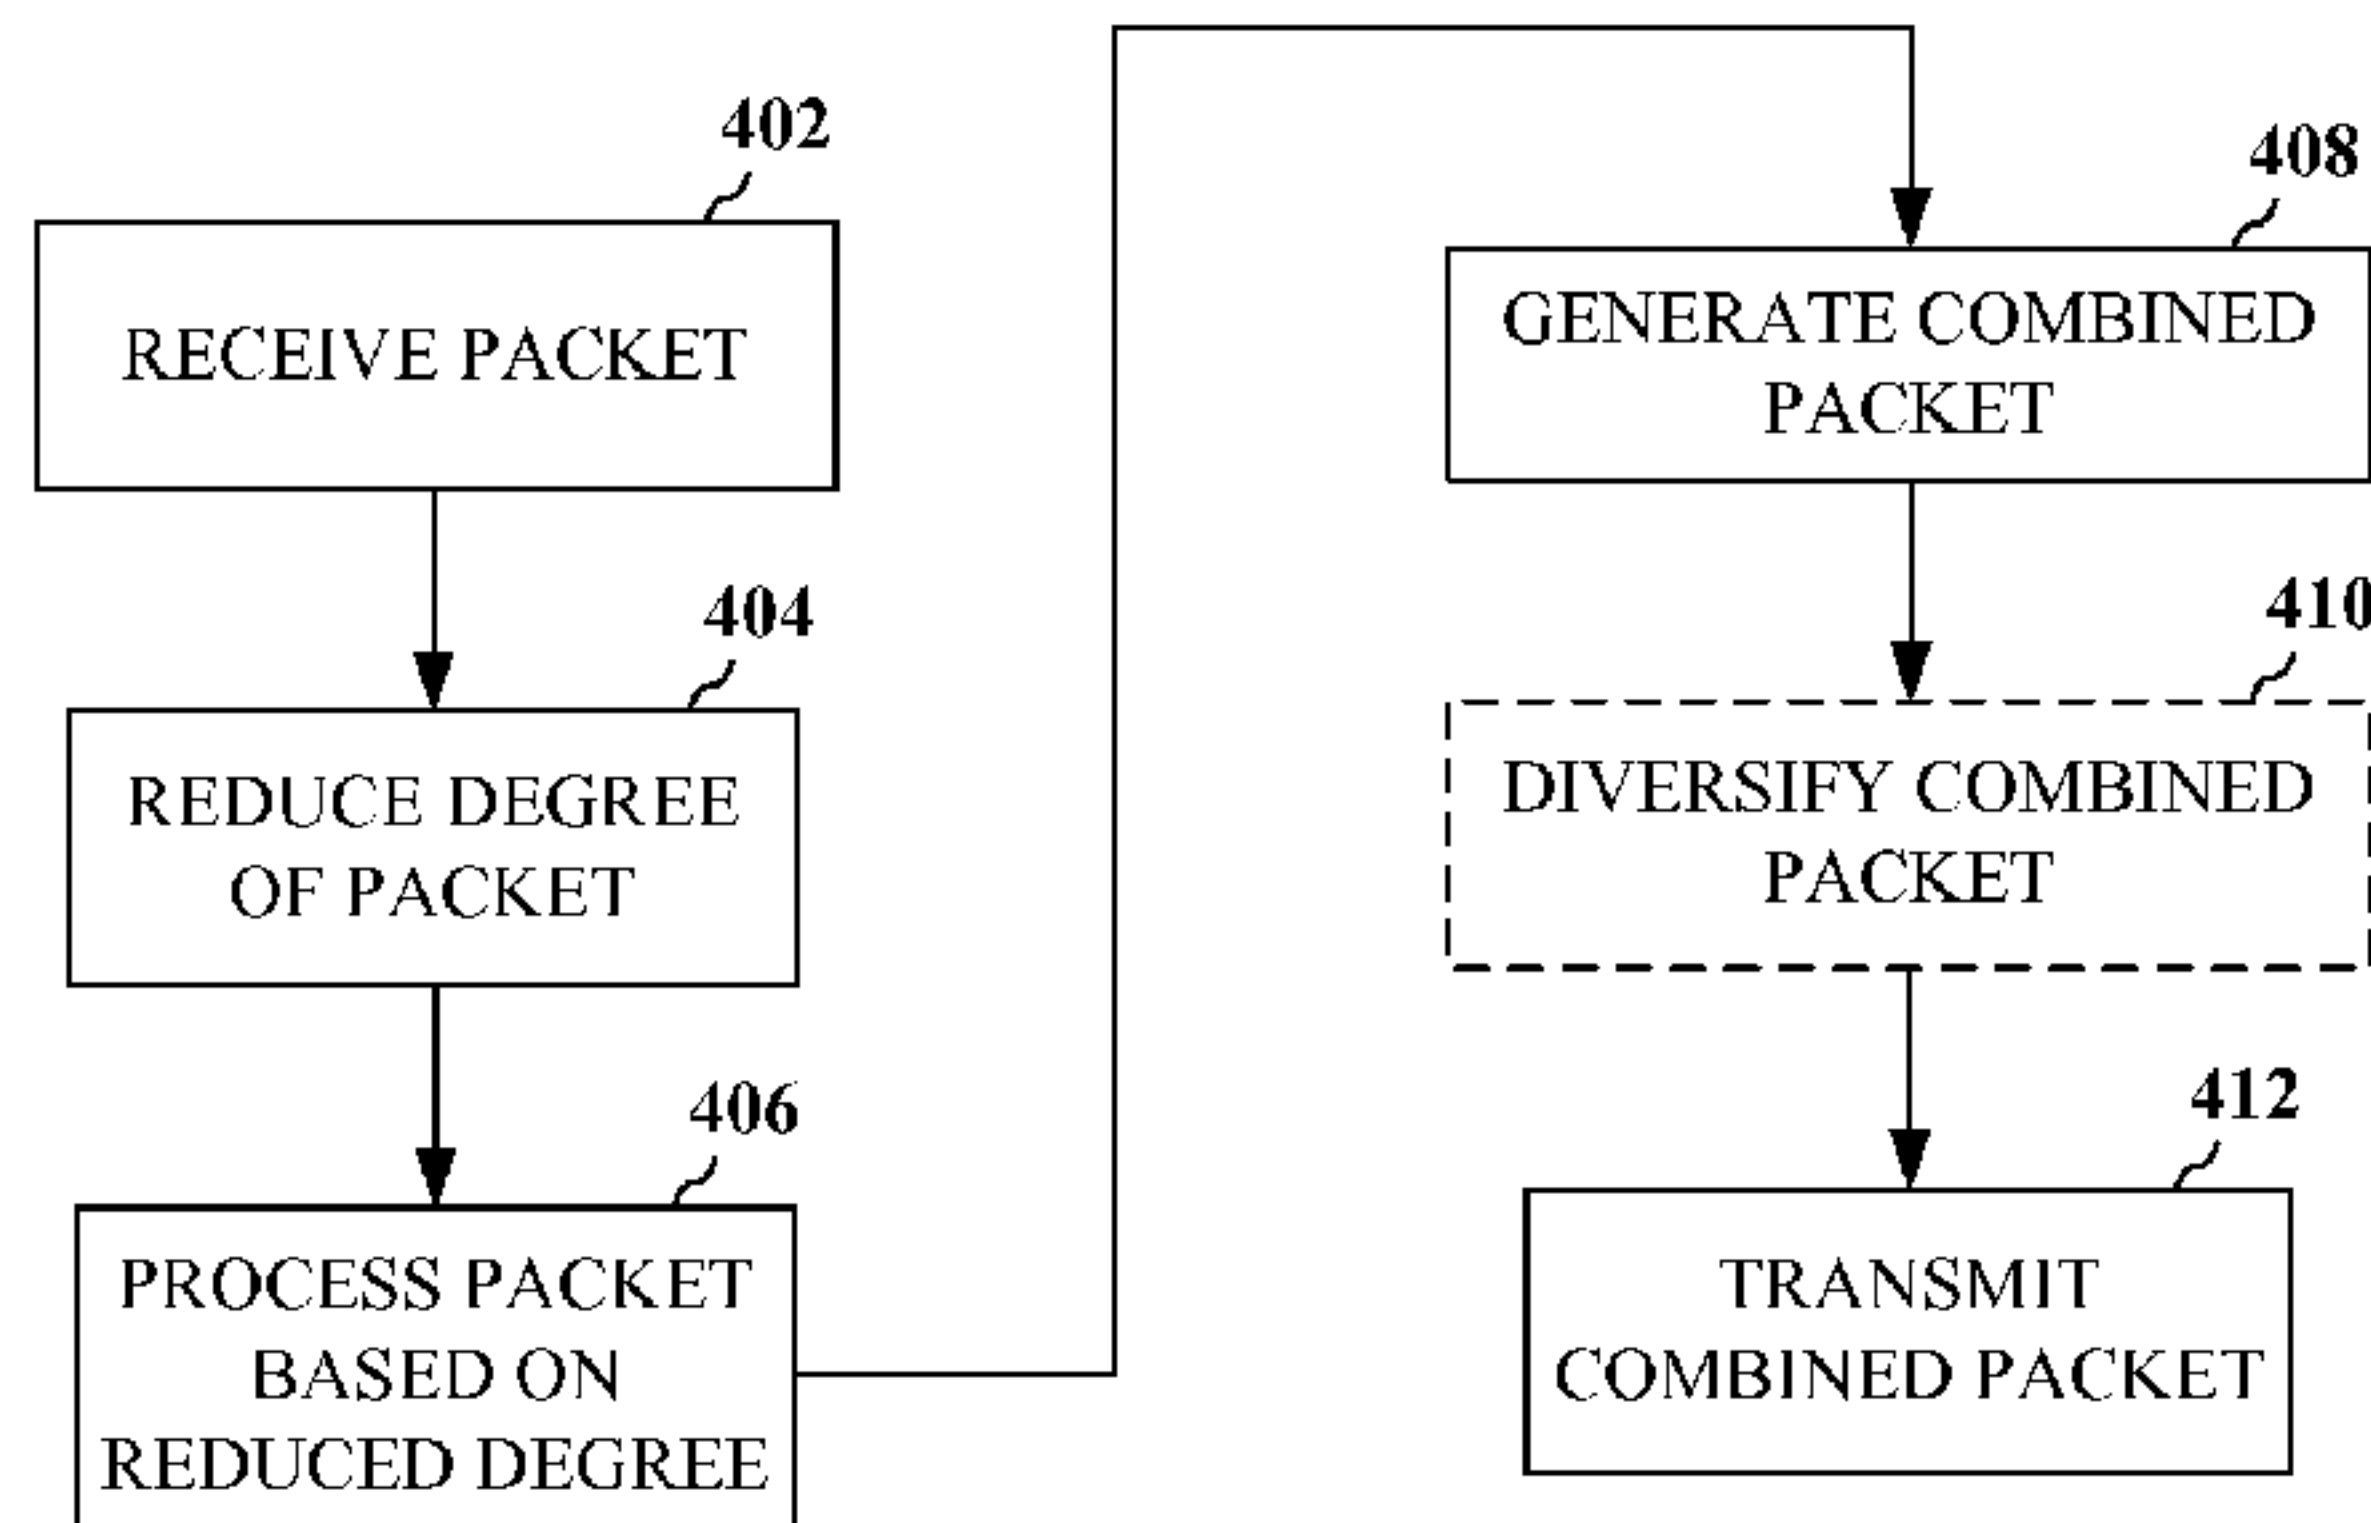 402
RECEIVE PACKET
404
REDUCE DEGREE
OF PACKET
406
PROCESS PACKET
BASED ON
REDUCED DEGREE
408
GENERATE COMBINED
PACKET
410
DIVERSIFY COMBINED
PACKET
412
TRANSMIT
COMBINED PACKET